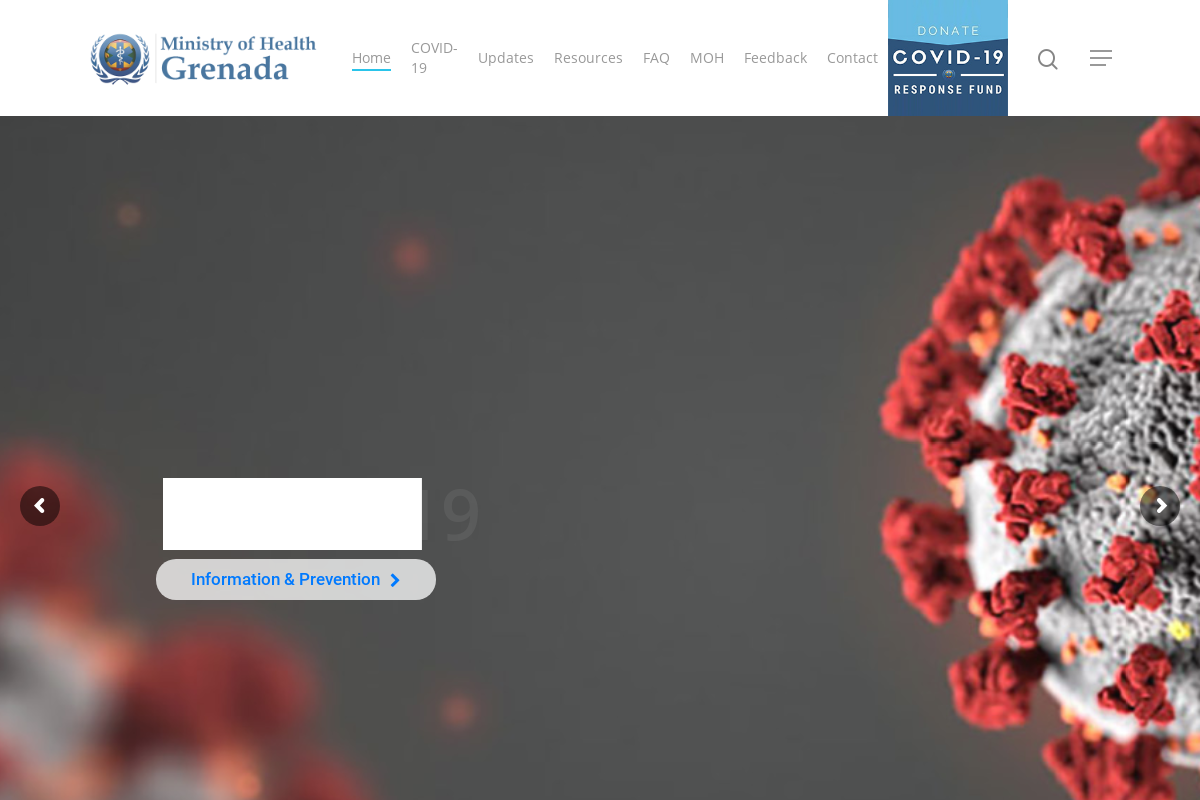 Ministry of Health
Grenada
Home
COVID-
19
Updates
Resources
FAQ
MOH
Feedback
Contact
DONATE
COVID-19
RESPONSE FUND
19
Information & Prevention